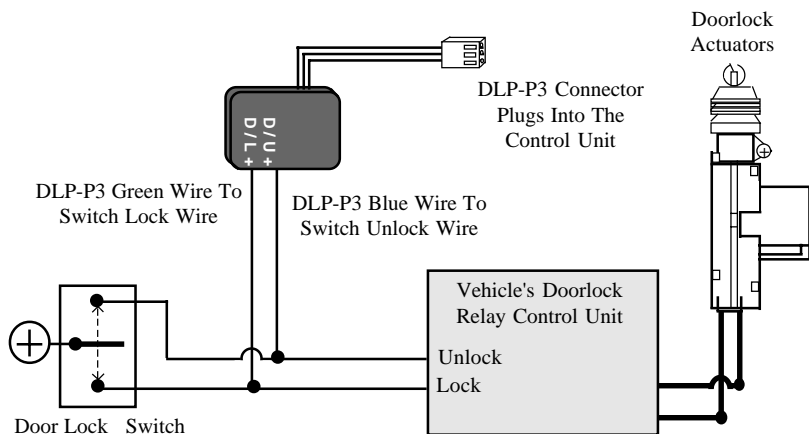 Doorlock
Actuators
DLP-P3 Connector
Plugs Into The
Control Unit
D/L +
D/U +
DLP-P3 Green Wire To
Switch Lock Wire
DLP-P3 Blue Wire To
Switch Unlock Wire
Vehicle's Doorlock
Relay Control Unit
Unlock
Lock
Door Lock Switch